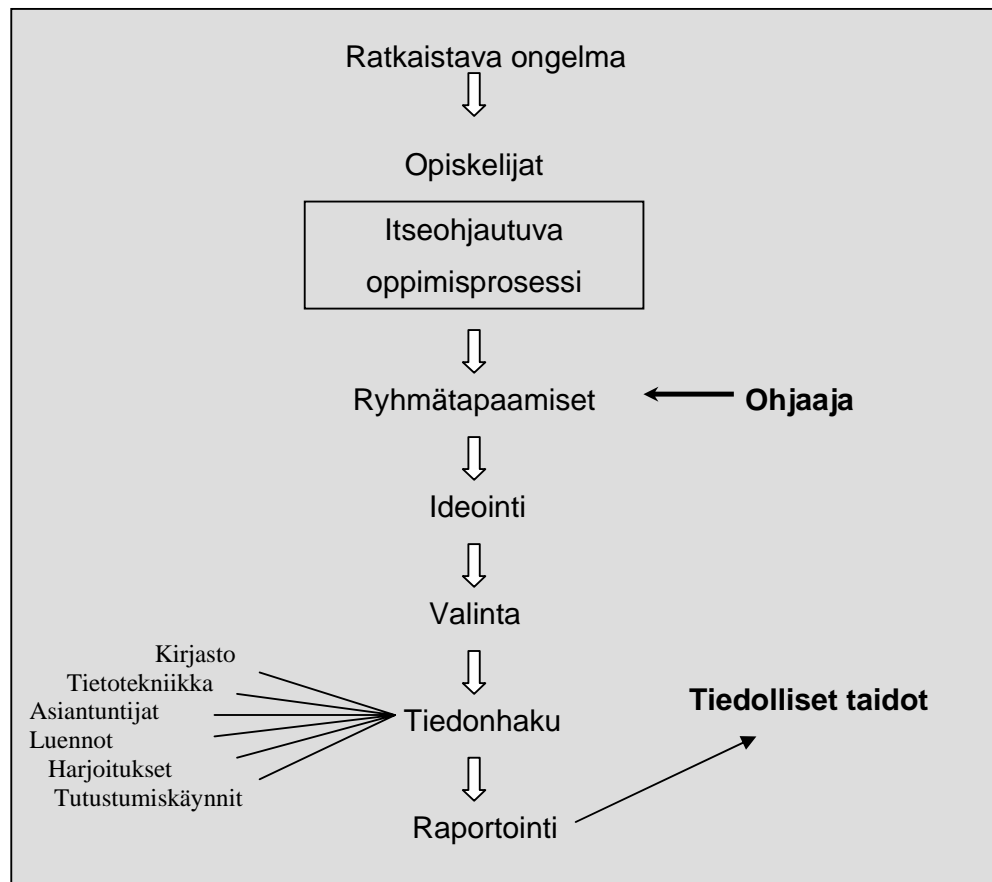 Ratkaistava ongelma
Opiskelijat
Itseohjautuva
oppimisprosessi
Ryhmätapaamiset
Ohjaaja
Ideointi
Valinta
Kirjasto
Tietotekniikka
Asiantuntijat
Luennot
Harjoitukset
Tutustumiskäynnit
Tiedonhaku
Tiedolliset taidot
Raportointi